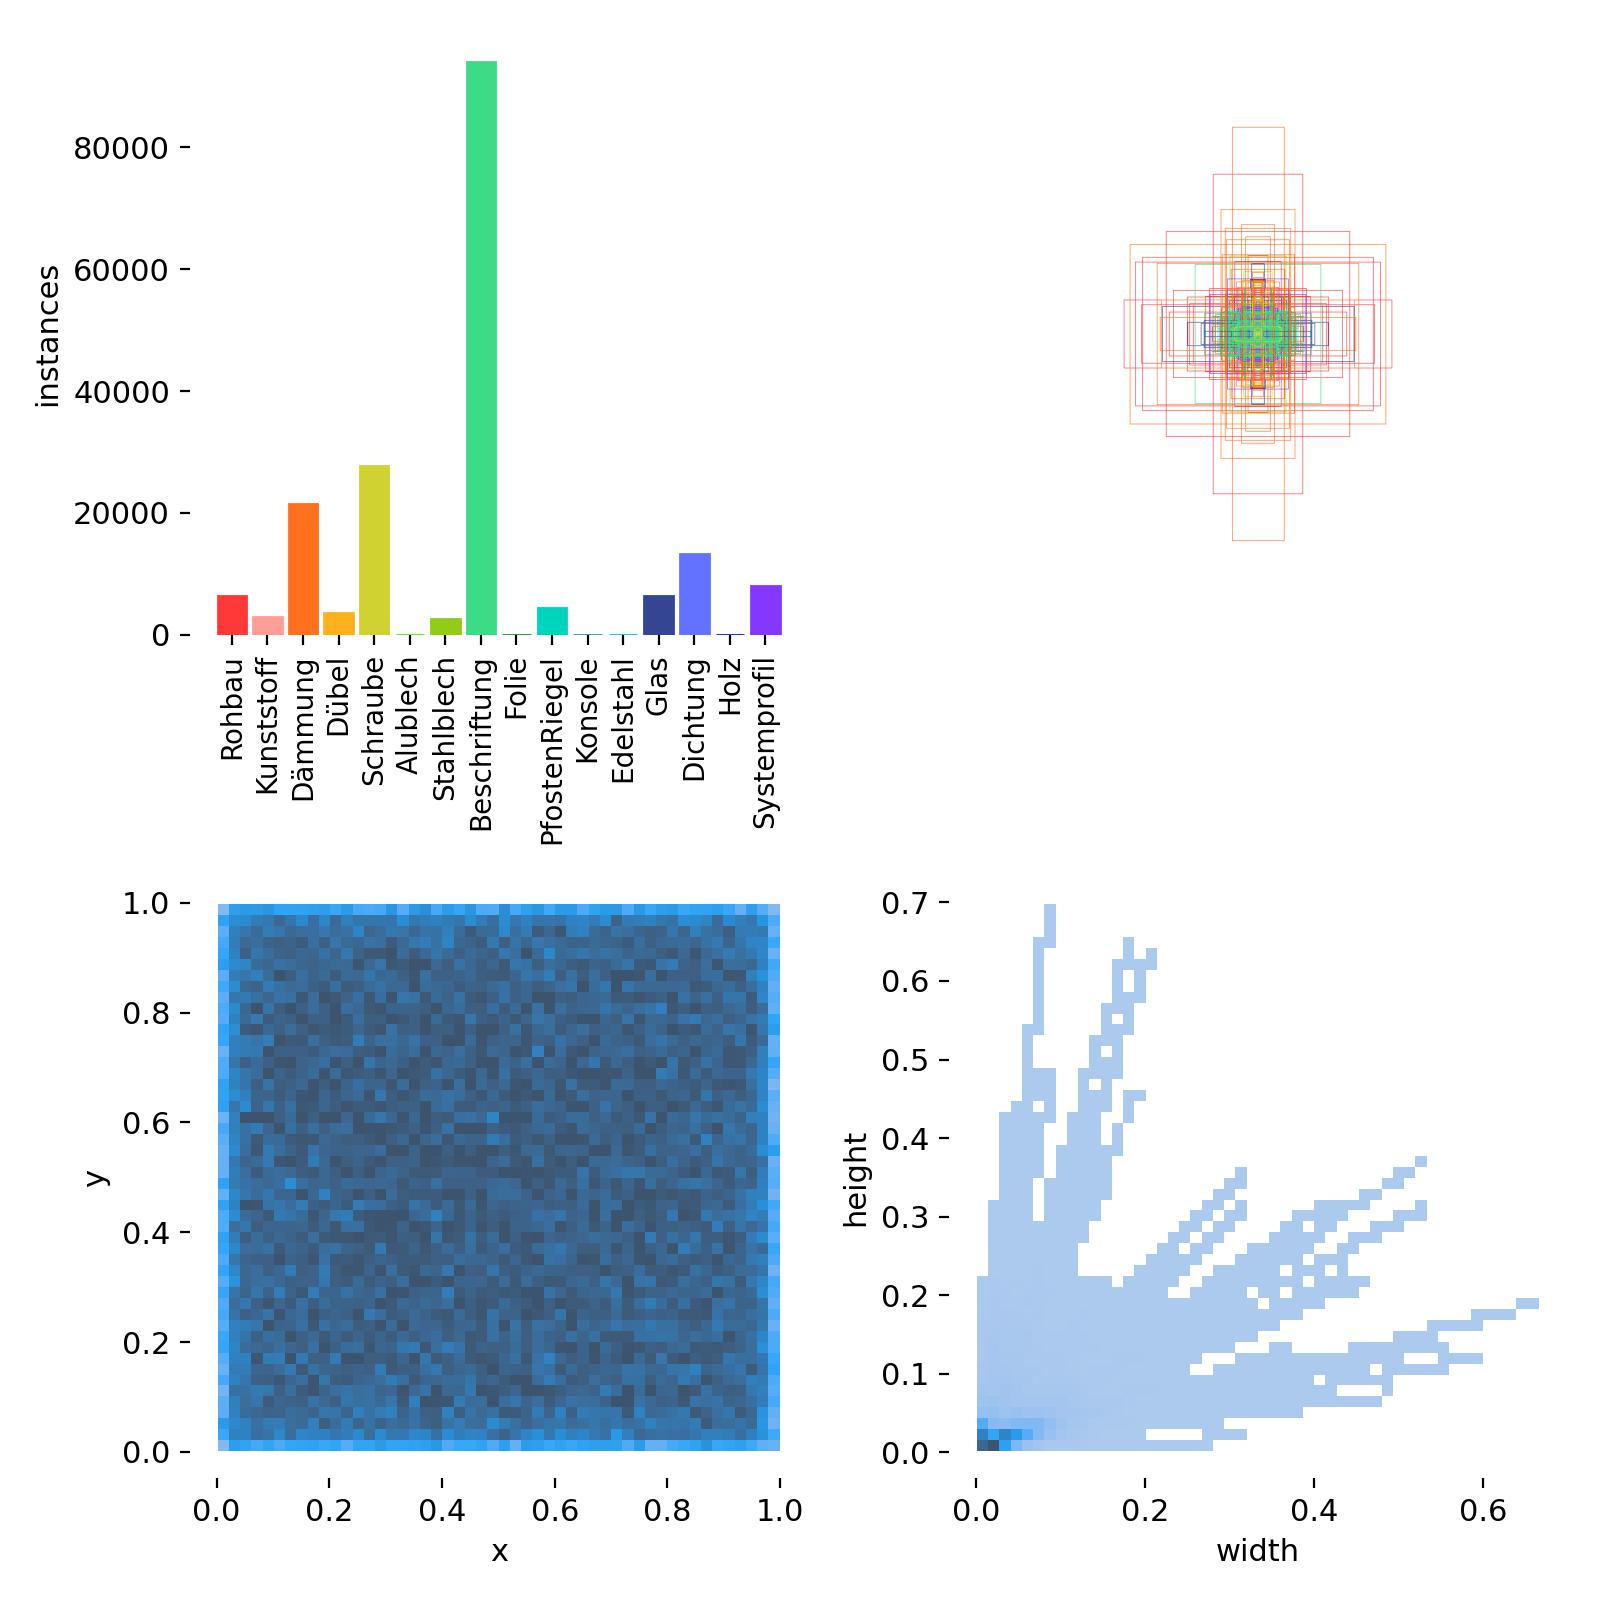 instances
80000
60000
40000
20000
0
Rohbau
Kunststoff
Dämmung
Dübel
Schraube
Alublech
Stahlblech
Beschriftung
Folie
PfostenRiegel
Konsole
Edelstahl
Glas
Dichtung
Holz
Systemprofil
y
1.0
0.8
0.6
0.4
0.2
0.0
0.0 0.2 0.4 0.6 0.8 1.0
x
height
0.7
0.6
0.5
0.4
0.3
0.2
0.1
0.0
0.0 0.2 0.4 0.6
width